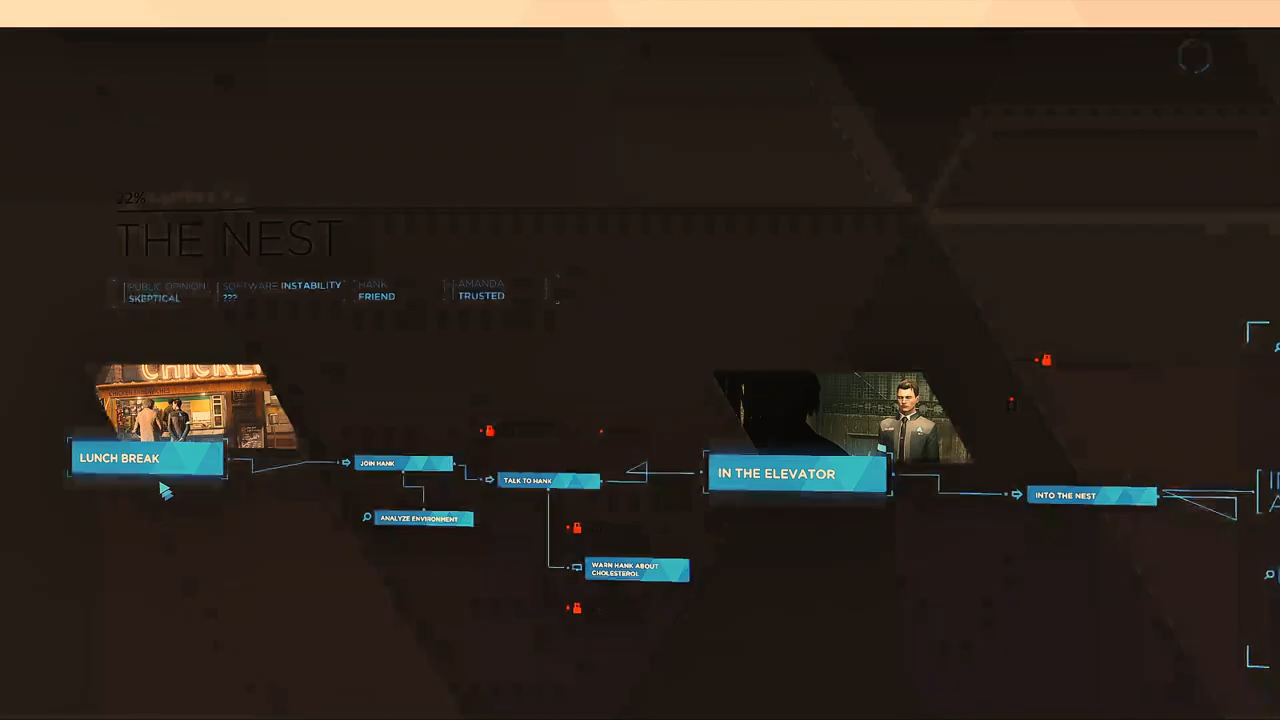 22%
THE NEST
PUBLIC OPINION
SKEPTICAL
SOFTWARE INSTABILITY
???
HANK
FRIEND
AMANDA
TRUSTED
CHICKE
LUNCH BREAK
JOIN HANK
TALK TO HANK
ANALYZE ENVIRONMENT
WARN HANK ABOUT
CHOLESTEROL
IN THE ELEVATOR
INTO THE NEST